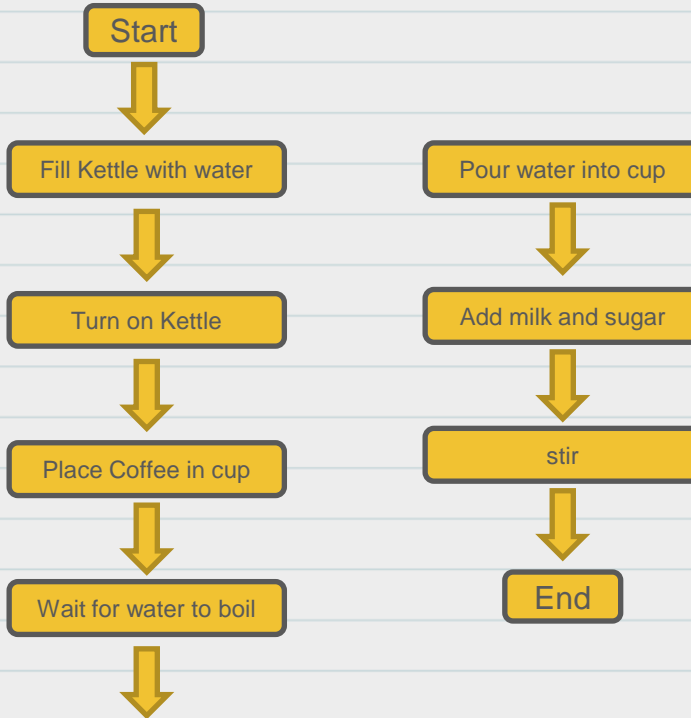 Start
Fill Kettle with water
Turn on Kettle
Place Coffee in cup
Wait for water to boil
Pour water into cup
Add milk and sugar
stir
End